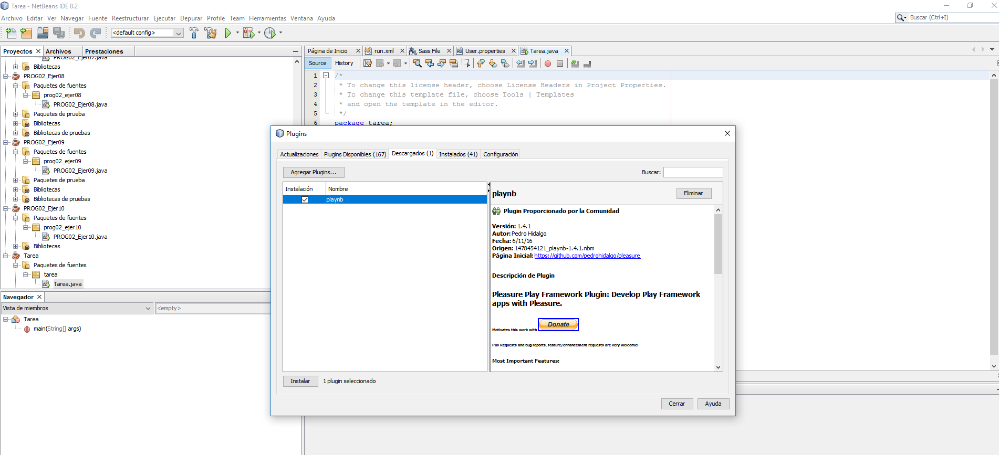 Tarea - NetBeans IDE 8.2
Archivo Editar Ver Navegar Fuente Reestructurar Ejecutar Depurar Profile Team Herramientas Ventana Ayuda
Buscar (Ctrl+I)
<default config>
Proyectos Archivos Prestaciones
PROG02_Ejer07.java
Bibliotecas
PROG02_Ejer08
Paquetes de fuentes
prog02_ejer08
PROG02_Ejer08.java
Paquetes de prueba
Bibliotecas
Bibliotecas de pruebas
PROG02_Ejer09
Paquetes de fuentes
prog02_ejer09
PROG02_Ejer09.java
Paquetes de prueba
Bibliotecas
Bibliotecas de pruebas
PROG02_Ejer10
Paquetes de fuentes
prog02_ejer10
PROG02_Ejer10.java
Bibliotecas
Tarea
Paquetes de fuentes
tarea
Tarea.java
Navegador
Vista de miembros
<empty>
Tarea
main(String[] args)
Página de Inicio run.xml Sass File User.properties Tarea.java
Source History
1 /*
2 * To change this license header, choose License Headers in Project Properties.
3 * To change this template file, choose Tools | Templates
4 * and open the template in the editor.
5 */
6 package tarea;
Plugins
Actualizaciones Plugins Disponibles (167) Descargados (1) Instalados (41) Configuración
Agregar Plugins...
Buscar:
Instalación Nombre
playnb
playnb
Eliminar
Plugin Proporcionado por la Comunidad
Versión: 1.4.1
Autor: Pedro Hidalgo
Fecha: 6/11/16
Origen: 1478454121_playnb-1.4.1.nbm
Página Inicial: https://github.com/pedrohidalgo/pleasure
Descripción de Plugin
Pleasure Play Framework Plugin: Develop Play Framework
apps with Pleasure.
Motivates this work with Donate
Pull Requests and bug reports, feature/enhancement requests are very welcome!
Most Important Features:
Instalar
1 plugin seleccionado
Cerrar
Ayuda